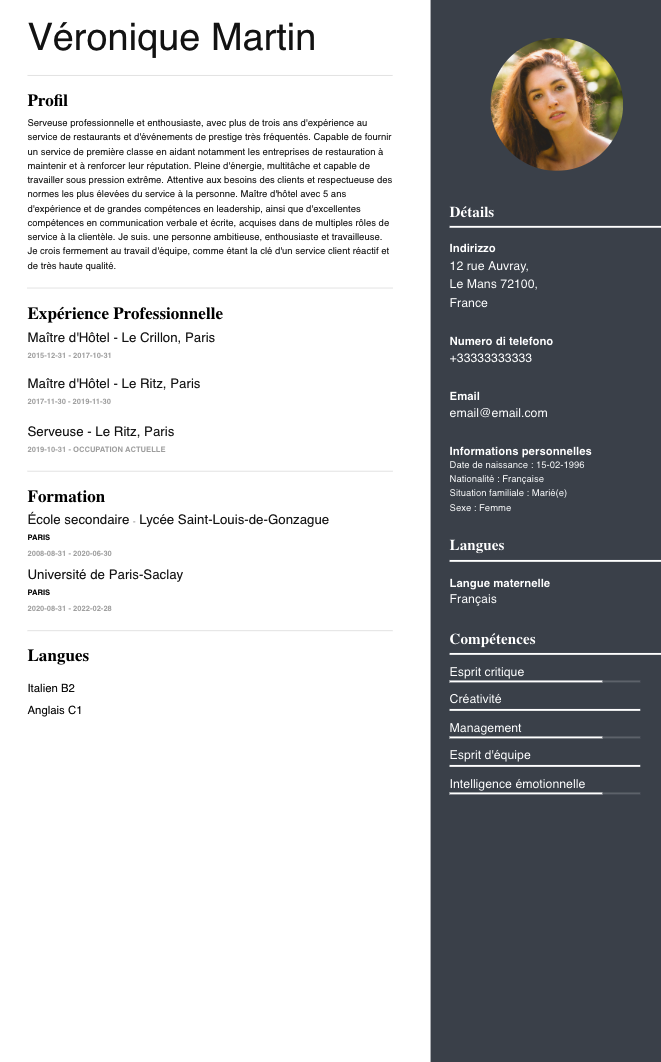 Véronique Martin
Profil
Serveuse professionnelle et enthousiaste, avec plus de trois ans d'expérience au
service de restaurants et d'événements de prestige très fréquentés. Capable de fournir
un service de première classe en aidant notamment les entreprises de restauration à
maintenir et à renforcer leur réputation. Pleine d'énergie, multitâche et capable de
travailler sous pression extrême. Attentive aux besoins des clients et respectueuse des
normes les plus élevées du service à la personne. Maître d'hôtel avec 5 ans
d'expérience et de grandes compétences en leadership, ainsi que d'excellentes
compétences en communication verbale et écrite, acquises dans de multiples rôles de
service à la clientèle. Je suis. une personne ambitieuse, enthousiaste et travailleuse.
Je crois fermement au travail d'équipe, comme étant la clé d'un service client réactif et
de très haute qualité.
Expérience Professionnelle
Maître d'Hôtel - Le Crillon, Paris
2015-12-31 - 2017-10-31
Maître d'Hôtel - Le Ritz, Paris
2017-11-30 - 2019-11-30
Serveuse - Le Ritz, Paris
2019-10-31 - OCCUPATION ACTUELLE
Formation
École secondaire - Lycée Saint-Louis-de-Gonzague
PARIS
2008-08-31 - 2020-06-30
Université de Paris-Saclay
PARIS
2020-08-31 - 2022-02-28
Langues
Italien B2
Anglais C1
Détails
Indirizzo
12 rue Auvray,
Le Mans 72100,
France
Numero di telefono
+33333333333
Email
email@email.com
Informations personnelles
Date de naissance : 15-02-1996
Nationalité : Française
Situation familiale : Marié(e)
Sexe : Femme
Langues
Langue maternelle
Français
Compétences
Esprit critique
Créativité
Management
Esprit d'équipe
Intelligence émotionnelle